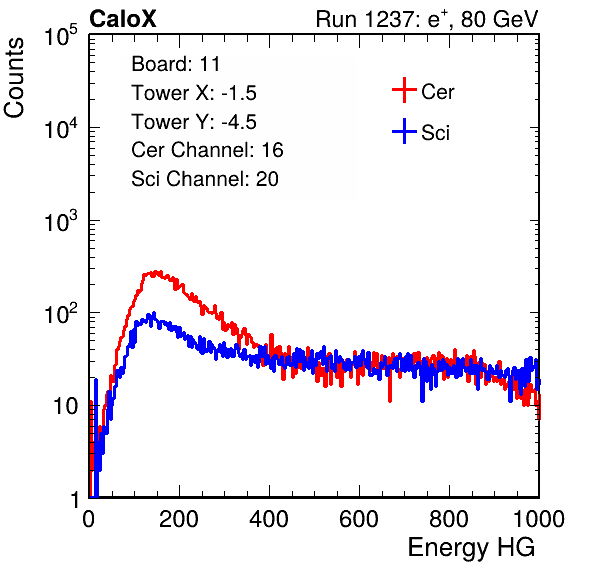 CaloX Run 1237: e⁺, 80 GeV
Counts
10⁵
10⁴
10³
10²
10
1
Board: 11
Tower X: -1.5
Tower Y: -4.5
Cer Channel: 16
Sci Channel: 20
Cer
Sci
0 200 400 600 800 1000
Energy HG